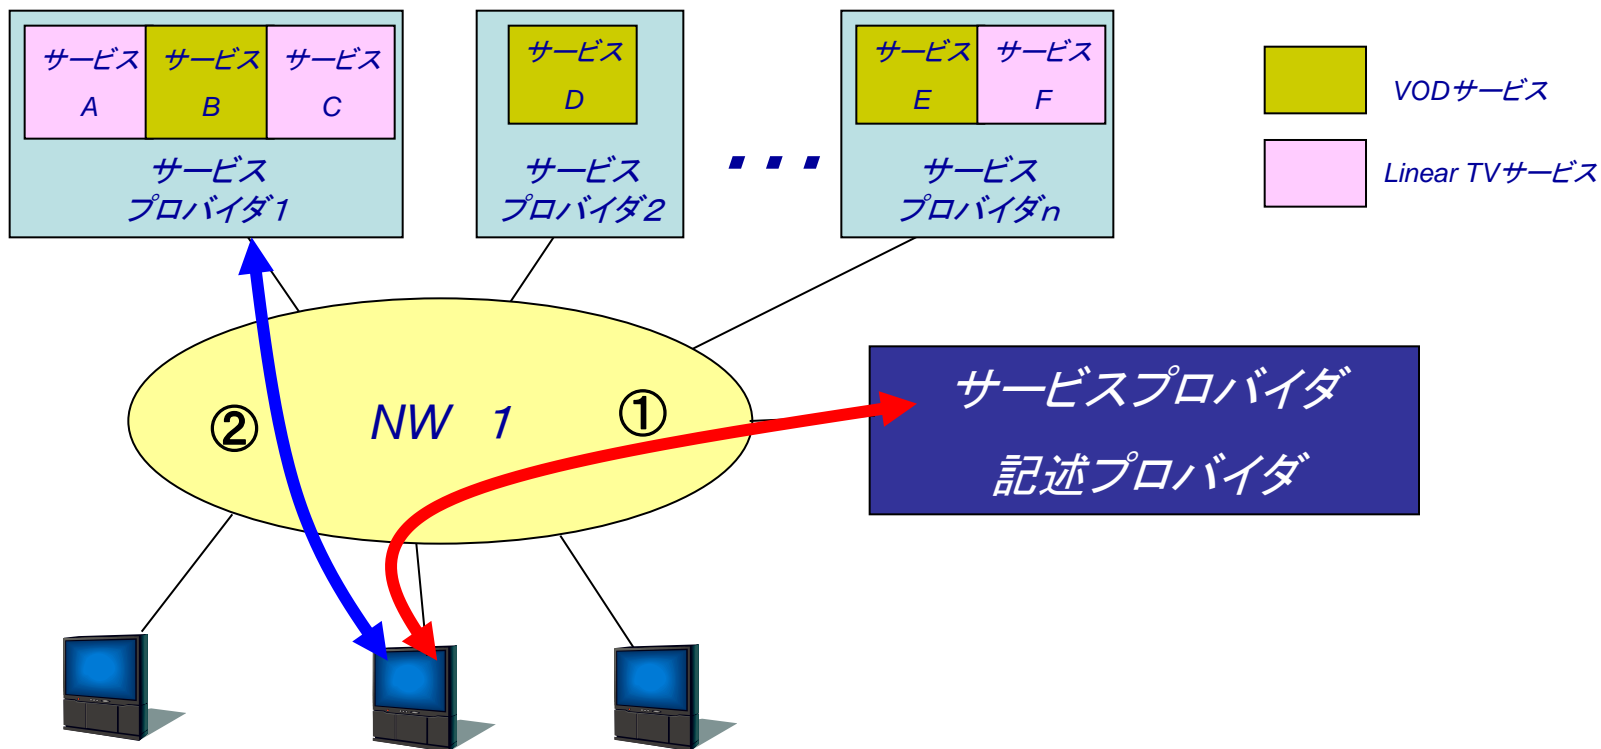 サービス
A
サービス
B
サービス
C
サービス
プロバイダ1
サービス
D
サービス
プロバイダ2
・・・
サービス
E
サービス
F
サービス
プロバイダn
VODサービス
Linear TVサービス
サービスプロバイダ
記述プロバイダ
② NW 1 ①